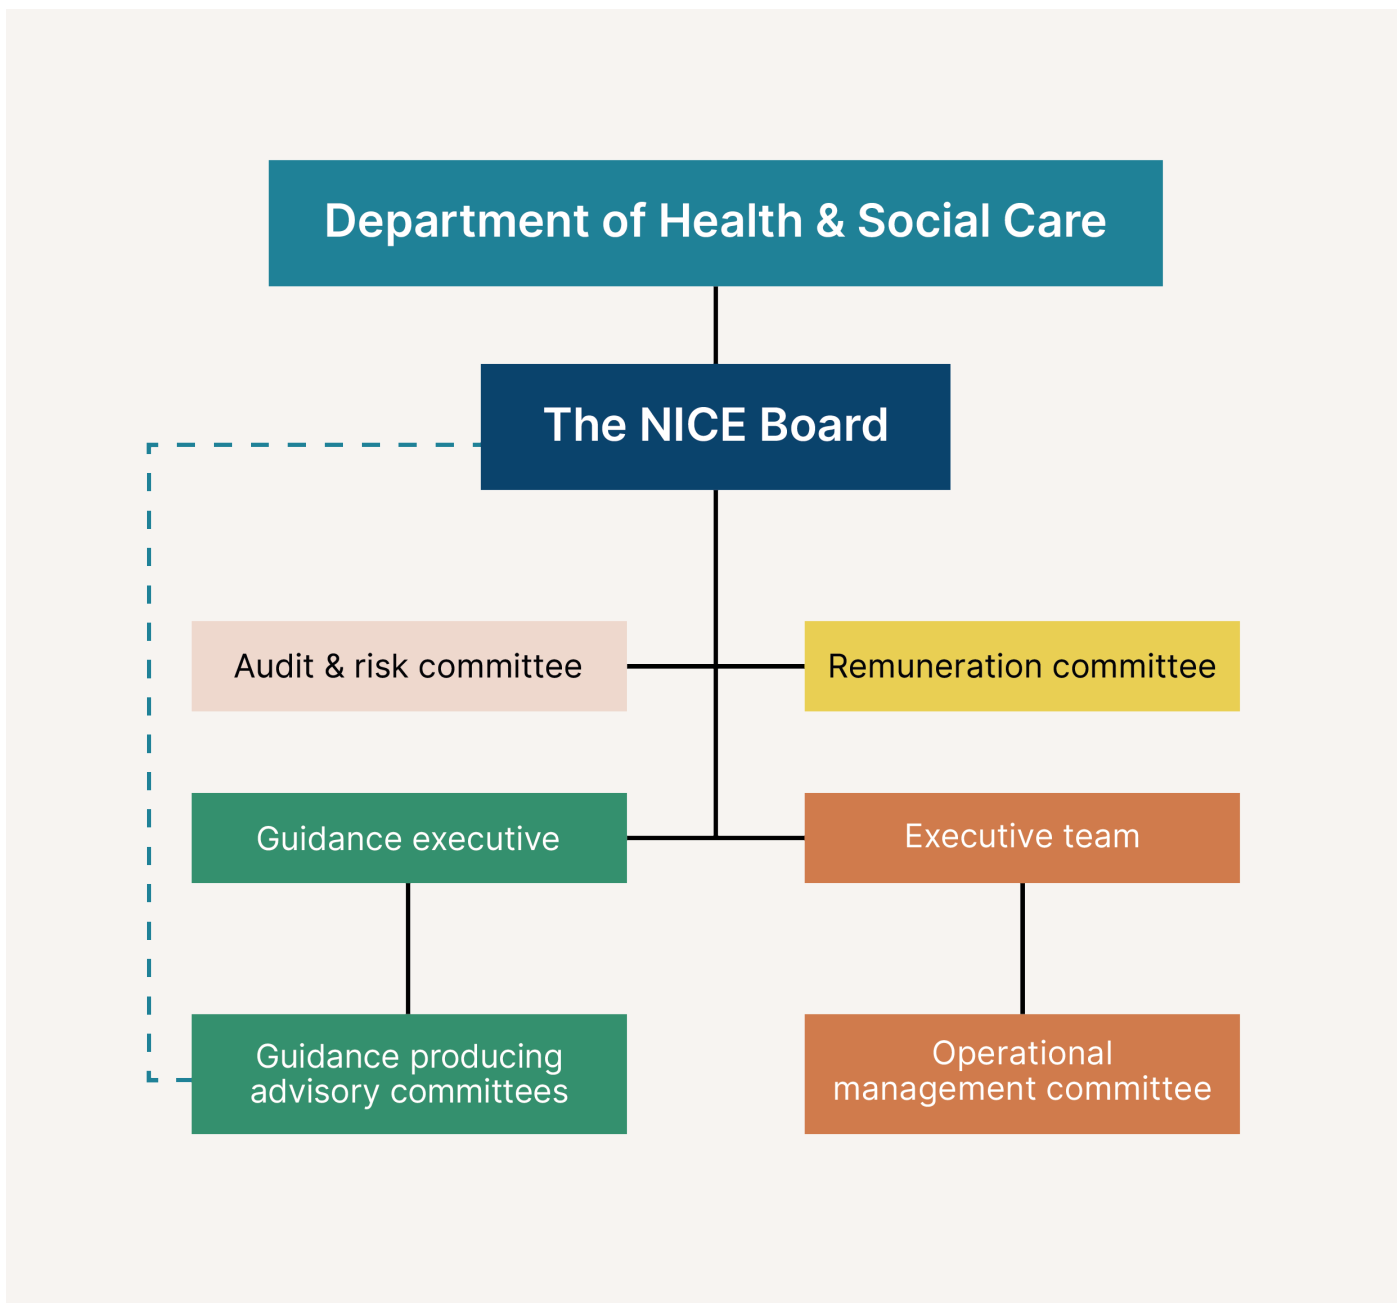 Department of Health & Social Care
The NICE Board
Audit & risk committee
Remuneration committee
Guidance executive
Executive team
Guidance producing
advisory committees
Operational
management committee